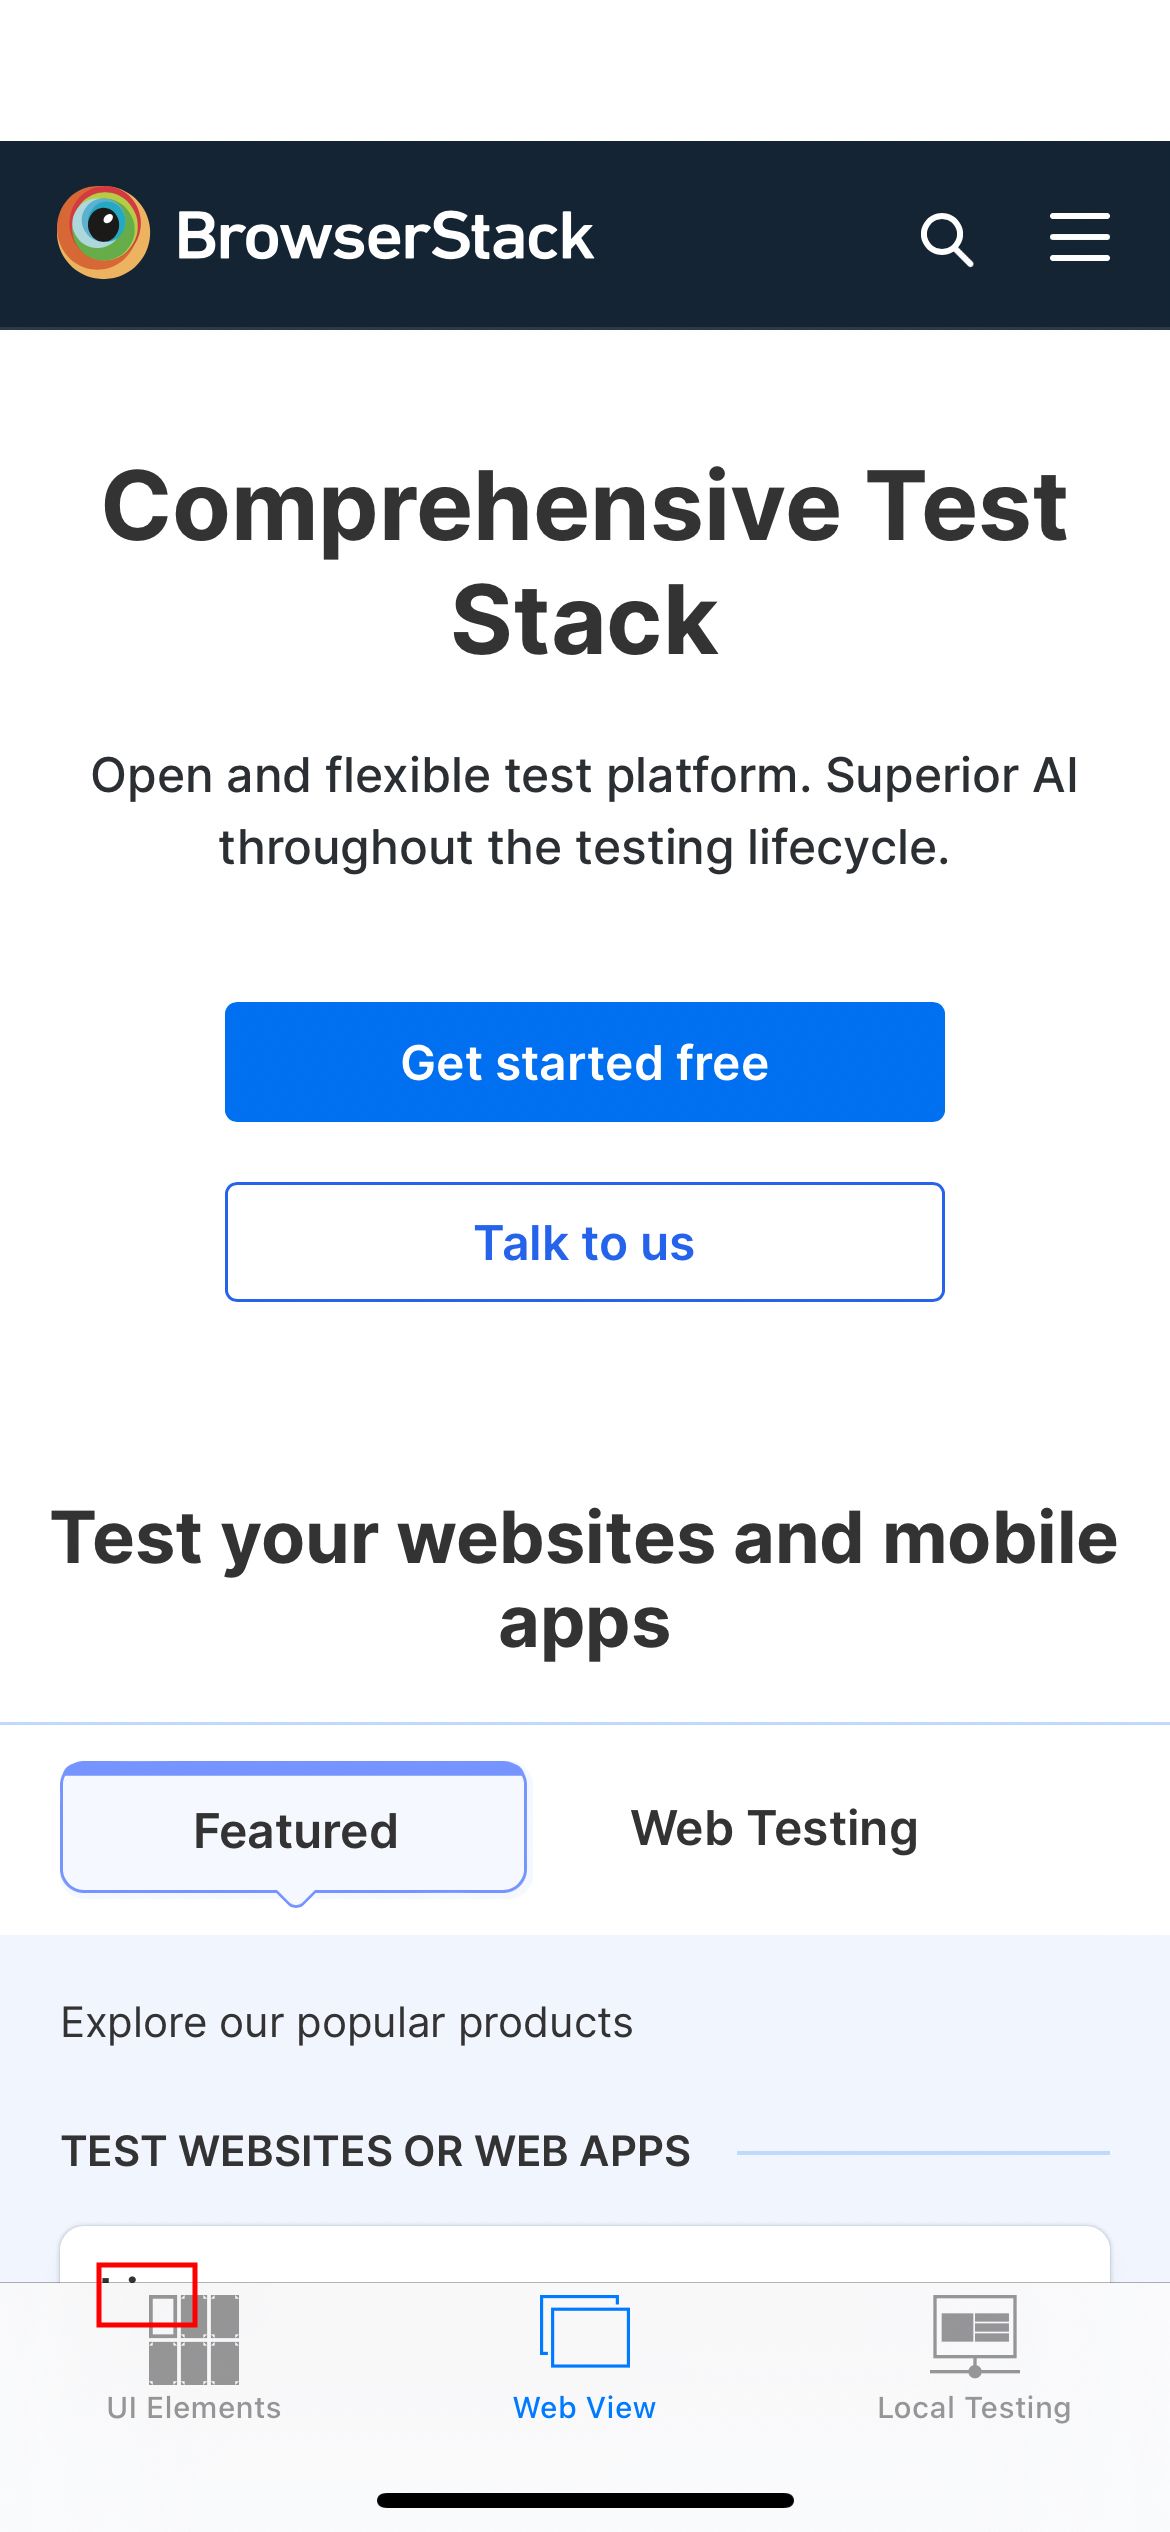 BrowserStack
Comprehensive Test
Stack
Open and flexible test platform. Superior AI
throughout the testing lifecycle.
Get started free
Talk to us
Test your websites and mobile
apps
Featured
Web Testing
Explore our popular products
TEST WEBSITES OR WEB APPS
UI Elements
Web View
Local Testing